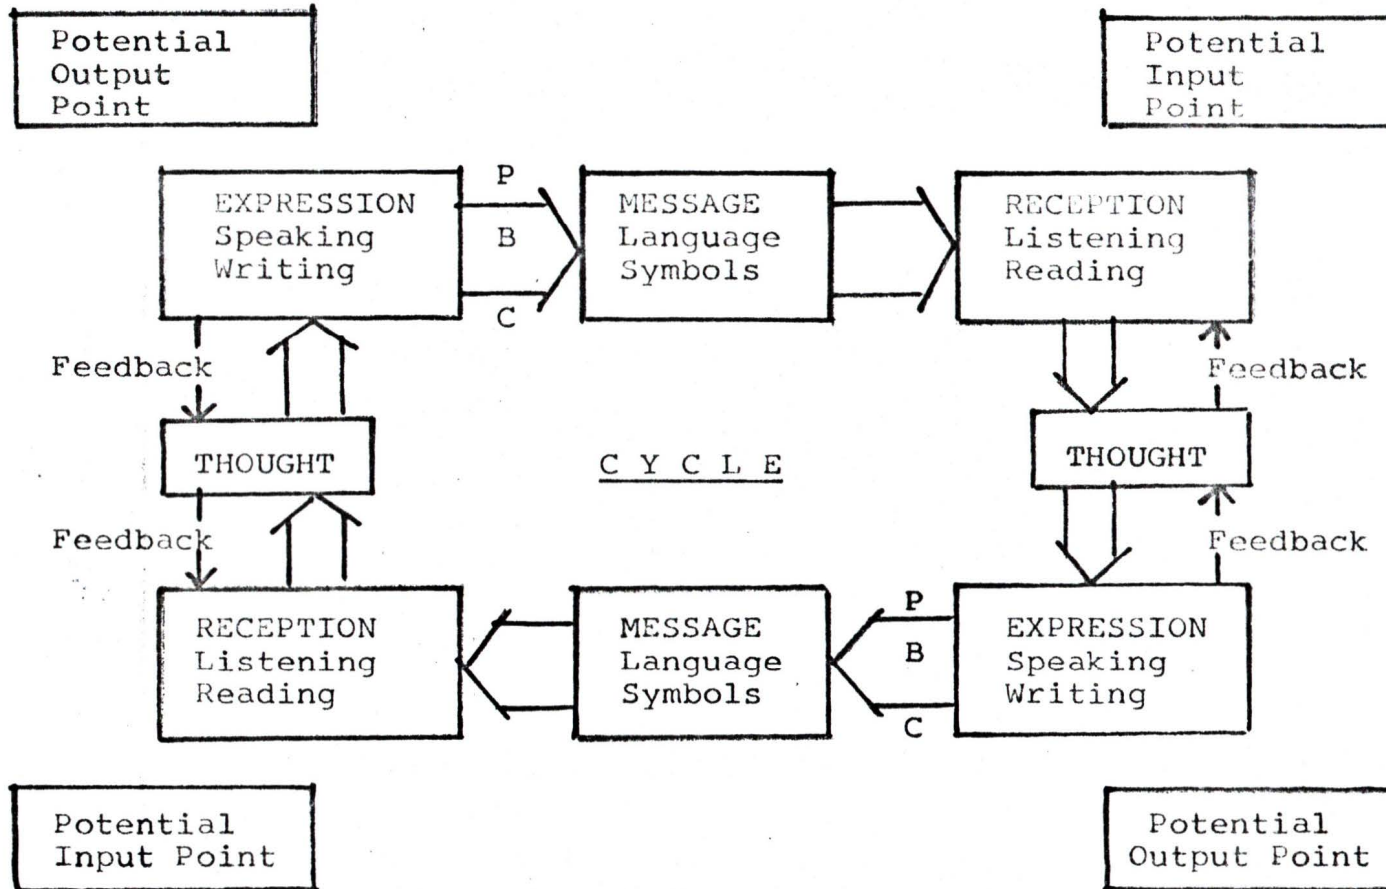 Potential
Output
Point
Potential
Input
Point
EXPRESSION
Speaking
Writing
P
B
C
MESSAGE
Language
Symbols
RECEPTION
Listening
Reading
Feedback
Feedback
THOUGHT
C Y C L E
THOUGHT
Feedback
Feedback
RECEPTION
Listening
Reading
MESSAGE
Language
Symbols
P
B
C
EXPRESSION
Speaking
Writing
Potential
Input Point
Potential
Output Point